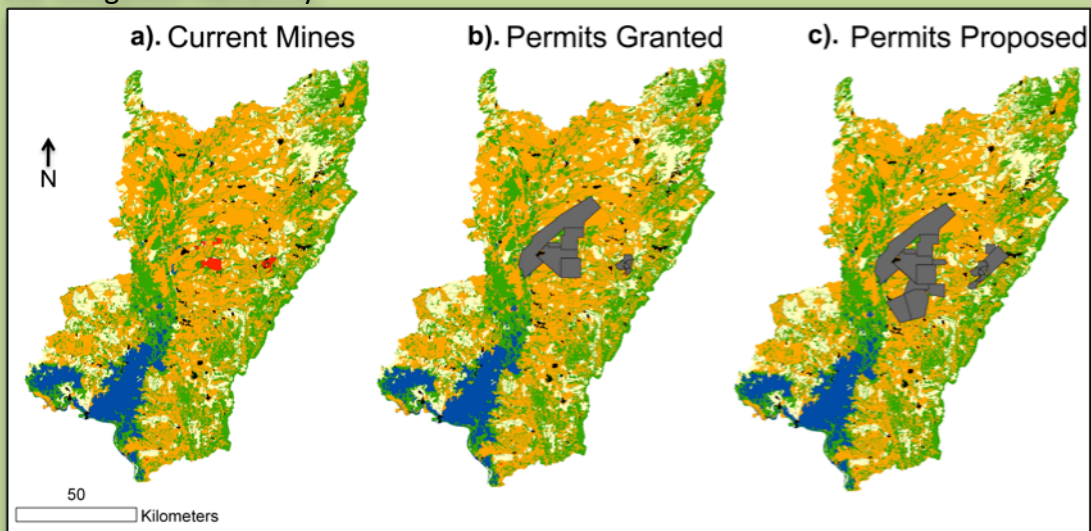 a). Current Mines
b). Permits Granted
c). Permits Proposed
N
50
Kilometers